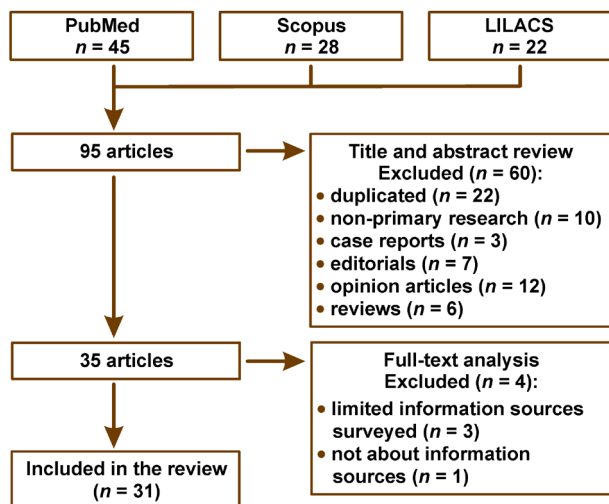 PubMed
n = 45
Scopus
n = 28
LILACS
n = 22
95 articles
Title and abstract review
Excluded (n = 60):
• duplicated (n = 22)
• non-primary research (n = 10)
• case reports (n = 3)
• editorials (n = 7)
• opinion articles (n = 12)
• reviews (n = 6)
35 articles
Full-text analysis
Excluded (n = 4):
• limited information sources
surveyed (n = 3)
• not about information
sources (n = 1)
Included in the review
(n = 31)